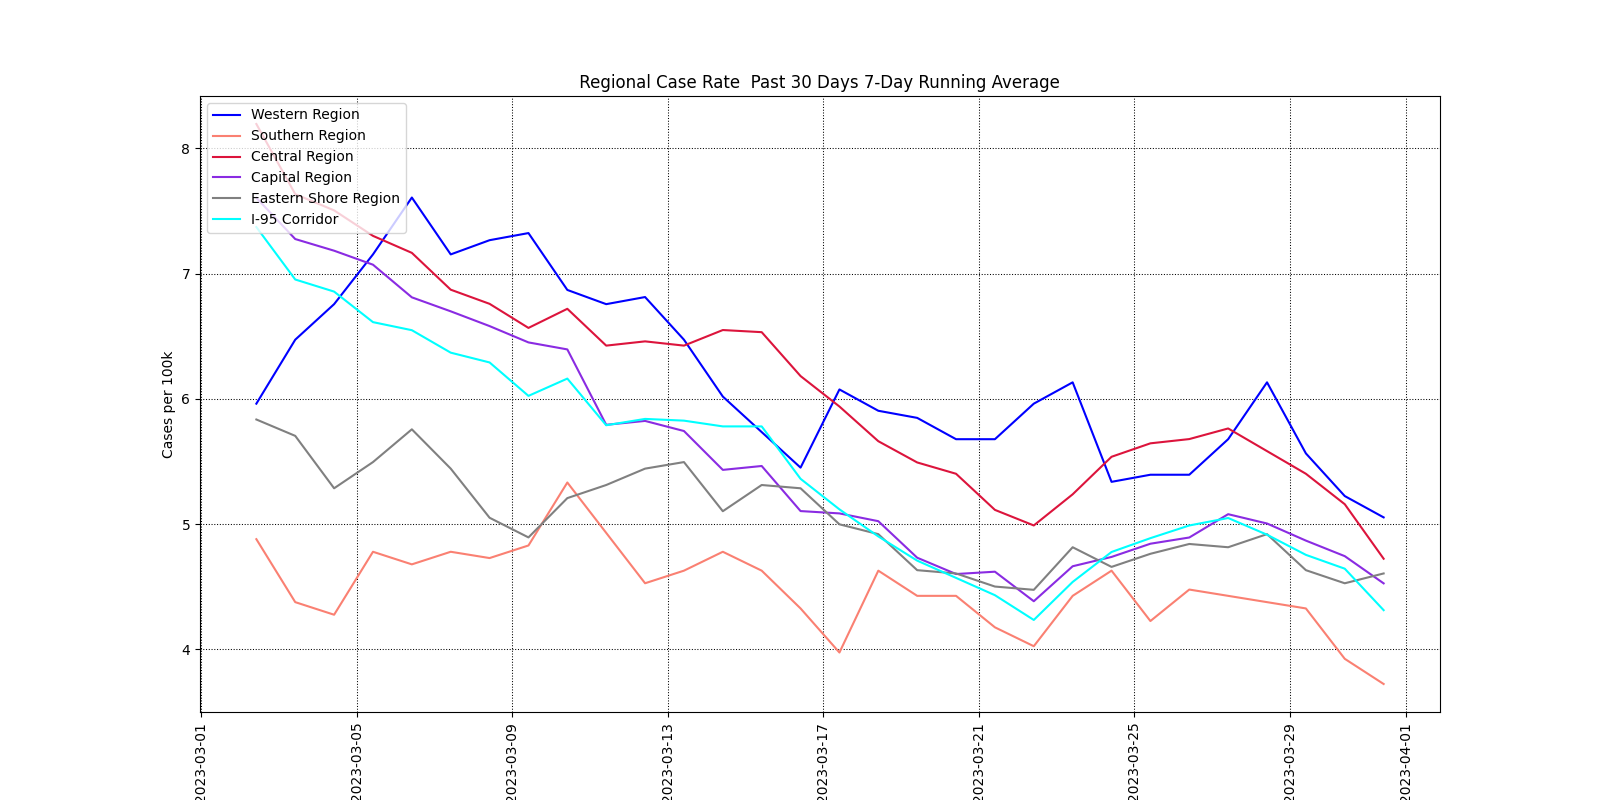 Regional Case Rate  Past 30 Days 7-Day Running Average
Western Region
Southern Region
Central Region
Capital Region
Eastern Shore Region
I-95 Corridor
8
7
6
5
4
Cases per 100k
2023-03-01
2023-03-05
2023-03-09
2023-03-13
2023-03-17
2023-03-21
2023-03-25
2023-03-29
2023-04-01